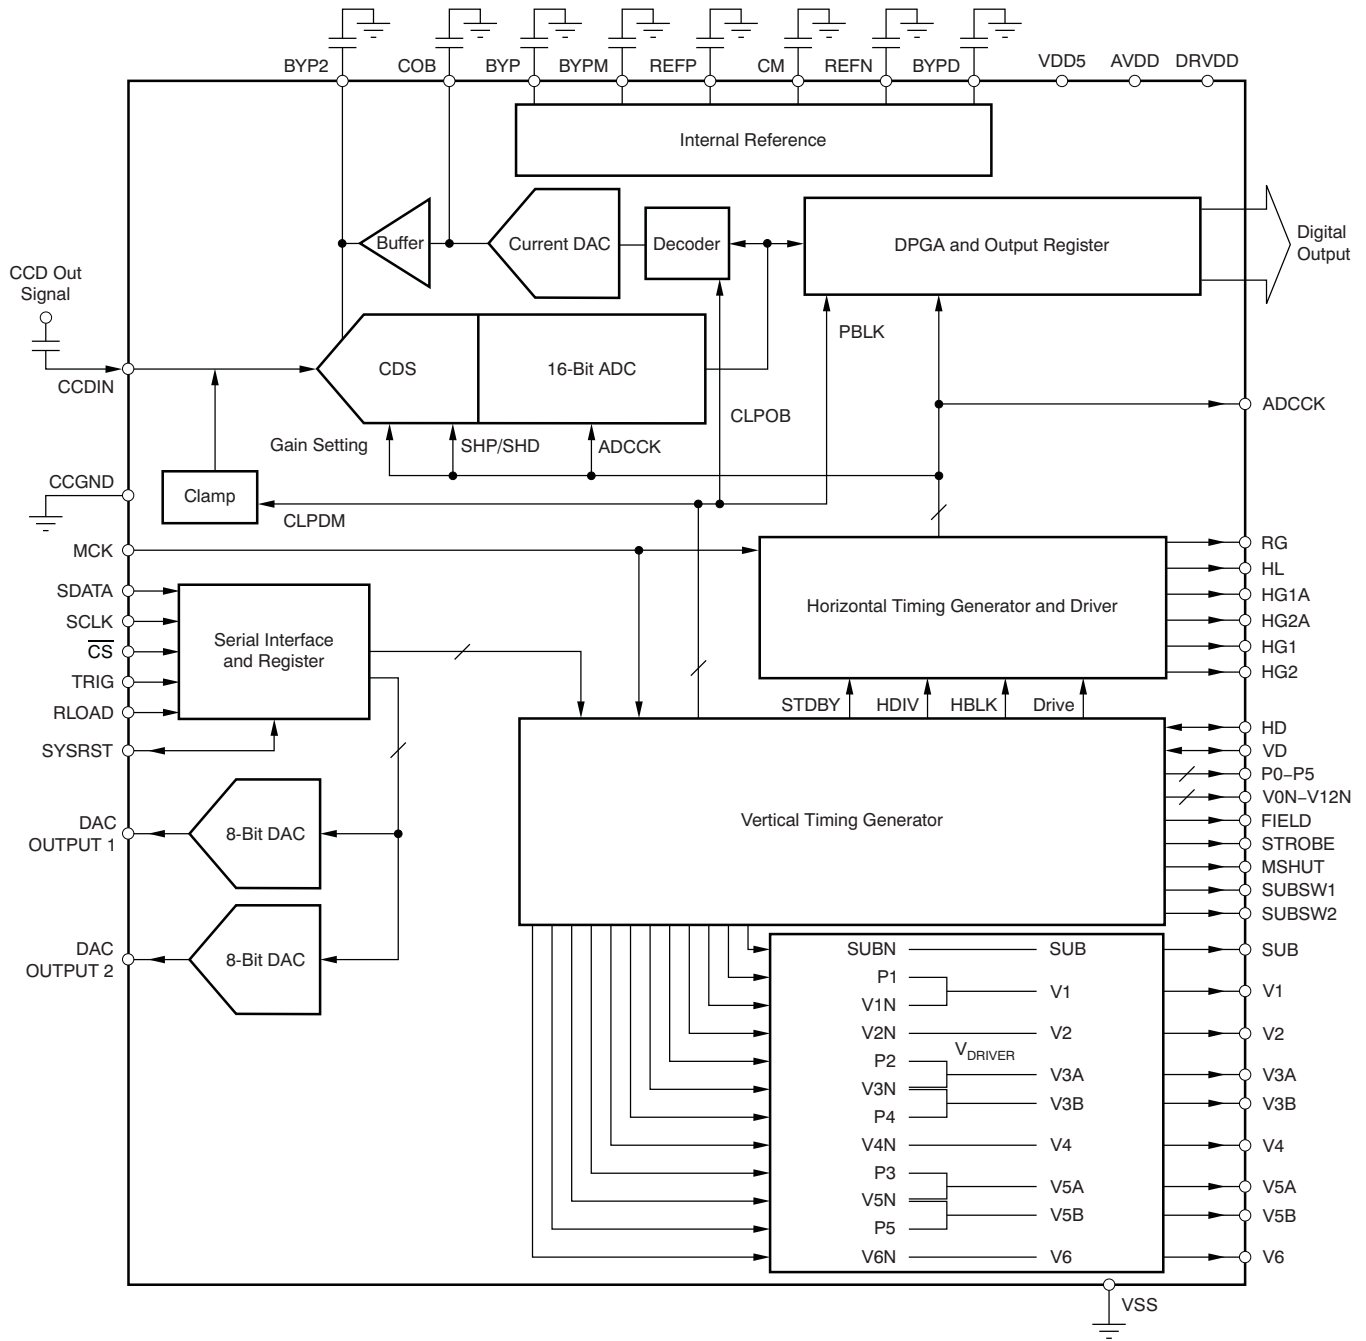 BYP2 COB BYP BYPM REFP CM REFN BYPD VDD5 AVDD DRVDD
Internal Reference
Buffer
Current DAC
Decoder
DPGA and Output Register
Digital
Output
CCD Out
Signal
CCDIN
CDS
16-Bit ADC
PBLK
CLPOB
ADCCK
Gain Setting
SHP/SHD
ADCCK
CCGND
Clamp
CLPDM
MCK
SDATA
SCLK
CS
TRIG
RLOAD
SYSRST
Serial Interface
and Register
Horizontal Timing Generator and Driver
RG
HL
HG1A
HG2A
HG1
HG2
STDBY HDIV HBLK Drive
Vertical Timing Generator
HD
VD
P0–P5
V0N–V12N
FIELD
STROBE
MSHUT
SUBSW1
SUBSW2
DAC
OUTPUT 1
8-Bit DAC
DAC
OUTPUT 2
8-Bit DAC
SUBN SUB SUB
P1
V1N V1 V1
V2N V2 V2
P2
VDRIVER
V3N V3A V3A
P4 V3B V3B
V4N V4 V4
P3
V5N V5A V5A
P5 V5B V5B
V6N V6 V6
VSS